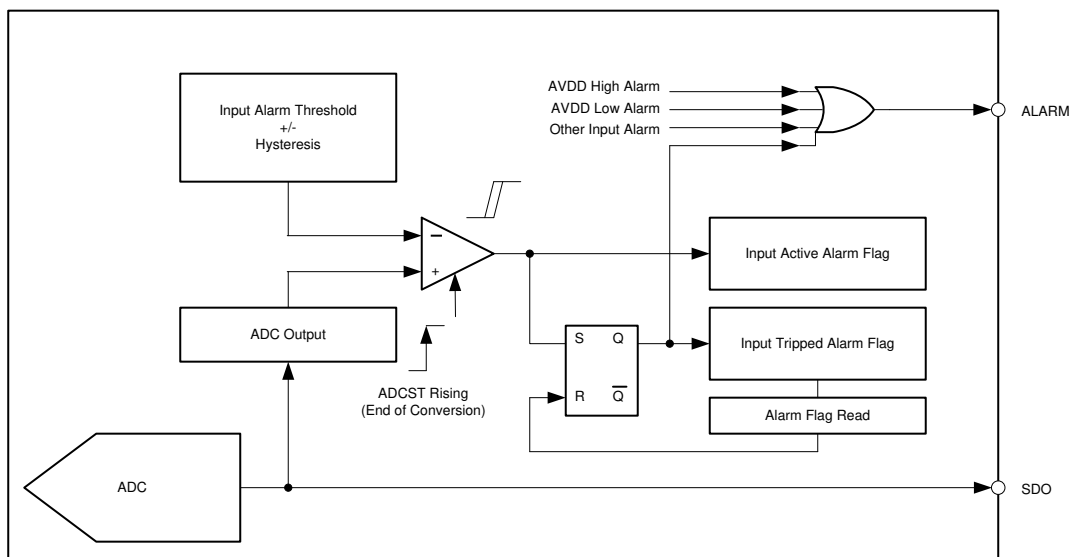 AVDD High Alarm
AVDD Low Alarm
Other Input Alarm
ALARM
Input Alarm Threshold
+/-
Hysteresis
−
+
Input Active Alarm Flag
ADC Output
ADCST Rising
(End of Conversion)
S Q
R Q
Input Tripped Alarm Flag
Alarm Flag Read
ADC
SDO